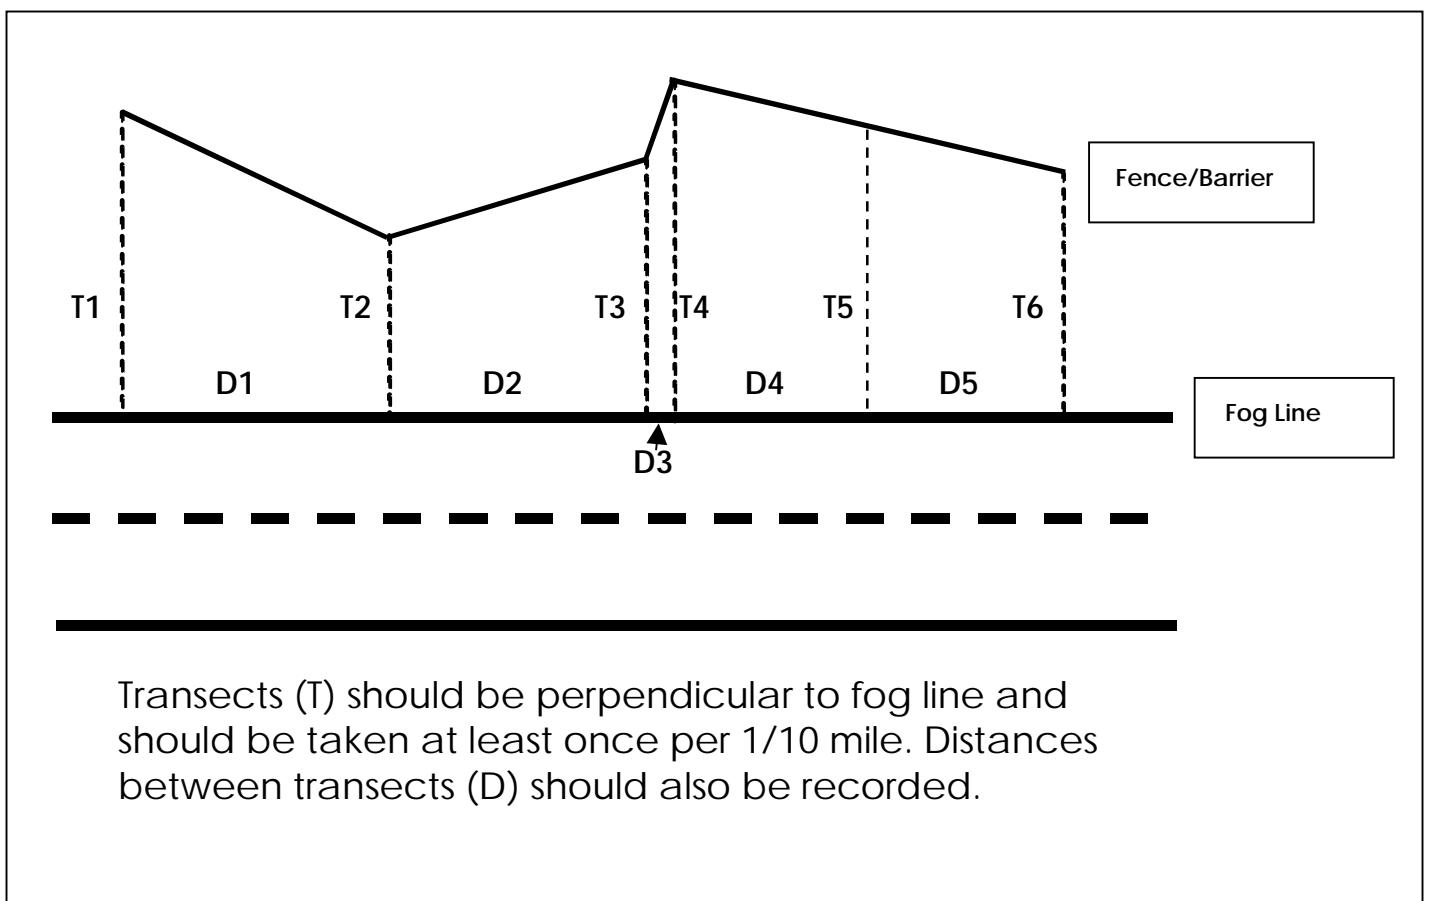 Fence/Barrier
T1 T2 T3 T4 T5 T6
D1 D2 D4 D5
Fog Line
D3
Transects (T) should be perpendicular to fog line and
should be taken at least once per 1/10 mile. Distances
between transects (D) should also be recorded.